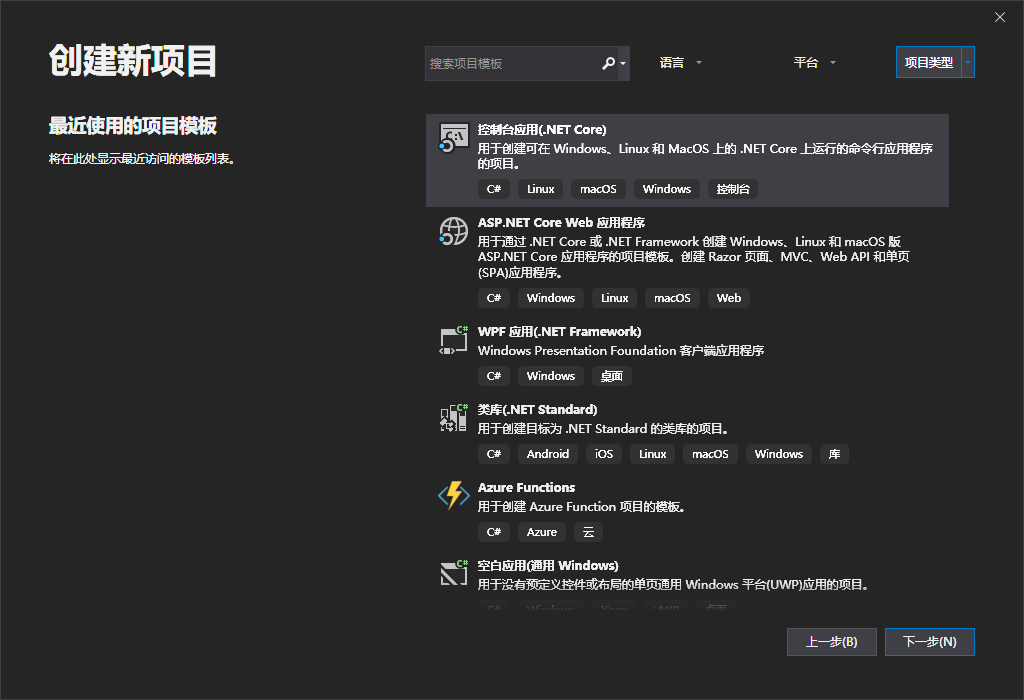 创建新项目
搜索项目模板
语言
平台
项目类型
最近使用的项目模板
将在此处显示最近访问的模板列表。
控制台应用(.NET Core)
用于创建可在 Windows、Linux 和 MacOS 上的 .NET Core 上运行的命令行应用程序
的项目。
C# Linux macOS Windows 控制台
ASP.NET Core Web 应用程序
用于通过 .NET Core 或 .NET Framework 创建 Windows、Linux 和 macOS 版
ASP.NET Core 应用程序的项目模板。创建 Razor 页面、MVC、Web API 和单页
(SPA)应用程序。
C# Windows Linux macOS Web
WPF 应用(.NET Framework)
Windows Presentation Foundation 客户端应用程序
C# Windows 桌面
类库(.NET Standard)
用于创建目标为 .NET Standard 的类库的项目。
C# Android iOS Linux macOS Windows 库
Azure Functions
用于创建 Azure Function 项目的模板。
C# Azure 云
空白应用(通用 Windows)
用于没有预定义控件或布局的单页通用 Windows 平台(UWP)应用的项目。
C# Windows Xbox UWP 桌面
上一步(B)
下一步(N)